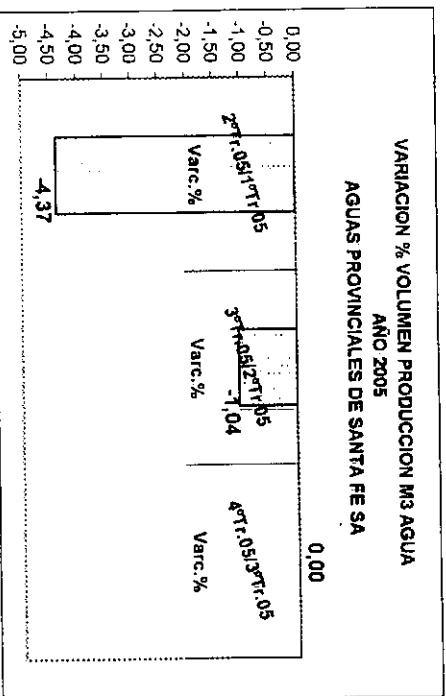 VARIACION % VOLUMEN PRODUCCION M3 AGUA
AÑO 2005
AGUAS PROVINCIALES DE SANTA FE SA
0,00
-0,50
-1,00
-1,50
-2,00
-2,50
-3,00
-3,50
-4,00
-4,50
-5,00
2ºTr.05/1ºTr.05
Varc.%
-4,37
3ºTr.05/2ºTr.05
Varc.%
-1,04
4ºTr.05/3ºTr.05
Varc.%
0,00